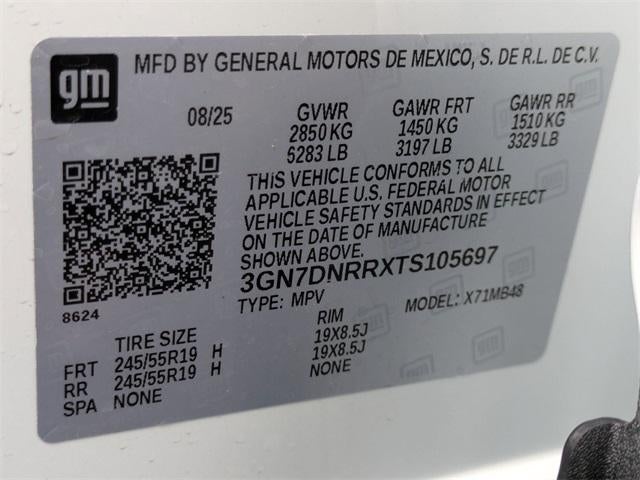 gm
MFD BY GENERAL MOTORS DE MEXICO, S. DE R.L. DE C.V.
08/25 GVWR GAWR FRT GAWR RR
2850 KG 1450 KG 1510 KG
6283 LB 3197 LB 3329 LB
THIS VEHICLE CONFORMS TO ALL
APPLICABLE U.S. FEDERAL MOTOR
VEHICLE SAFETY STANDARDS IN EFFECT
ON THE DATE OF MANUFACTURE
SHOWN ABOVE.
3GN7DNRRXTS105697
TYPE: MPV MODEL: X71MB48
8624
TIRE SIZE RIM
FRT 245/55R19 H 19X8.5J
RR 245/55R19 H 19X8.5J
SPA NONE NONE